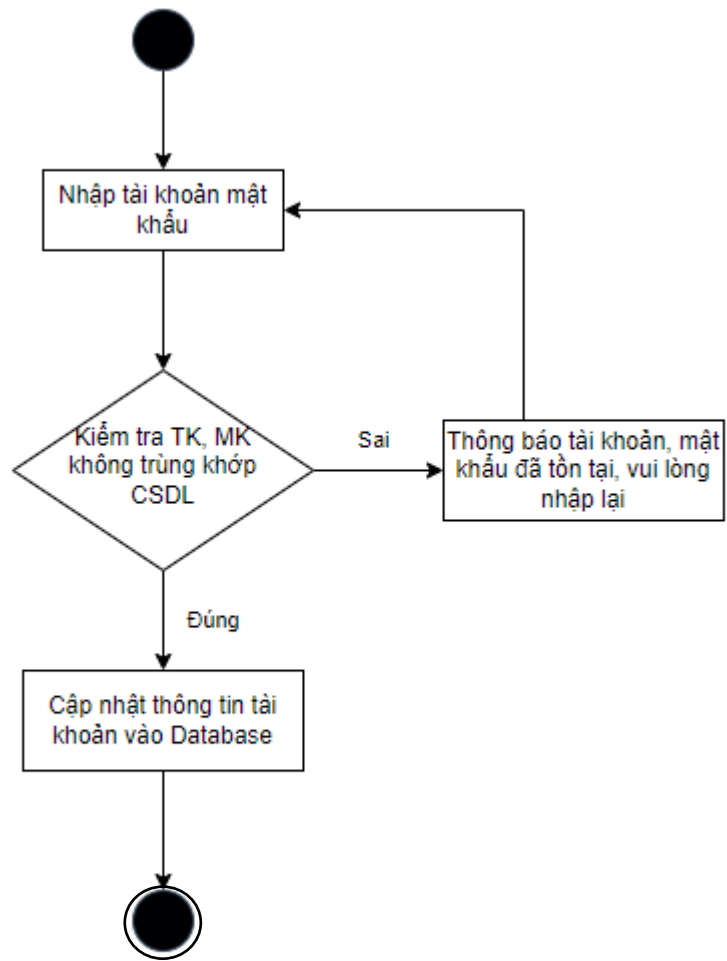 Nhập tài khoản mật
khẩu
Kiểm tra TK, MK
không trùng khớp
CSDL
Sai
Thông báo tài khoản, mật
khẩu đã tồn tại, vui lòng
nhập lại
Đúng
Cập nhật thông tin tài
khoản vào Database